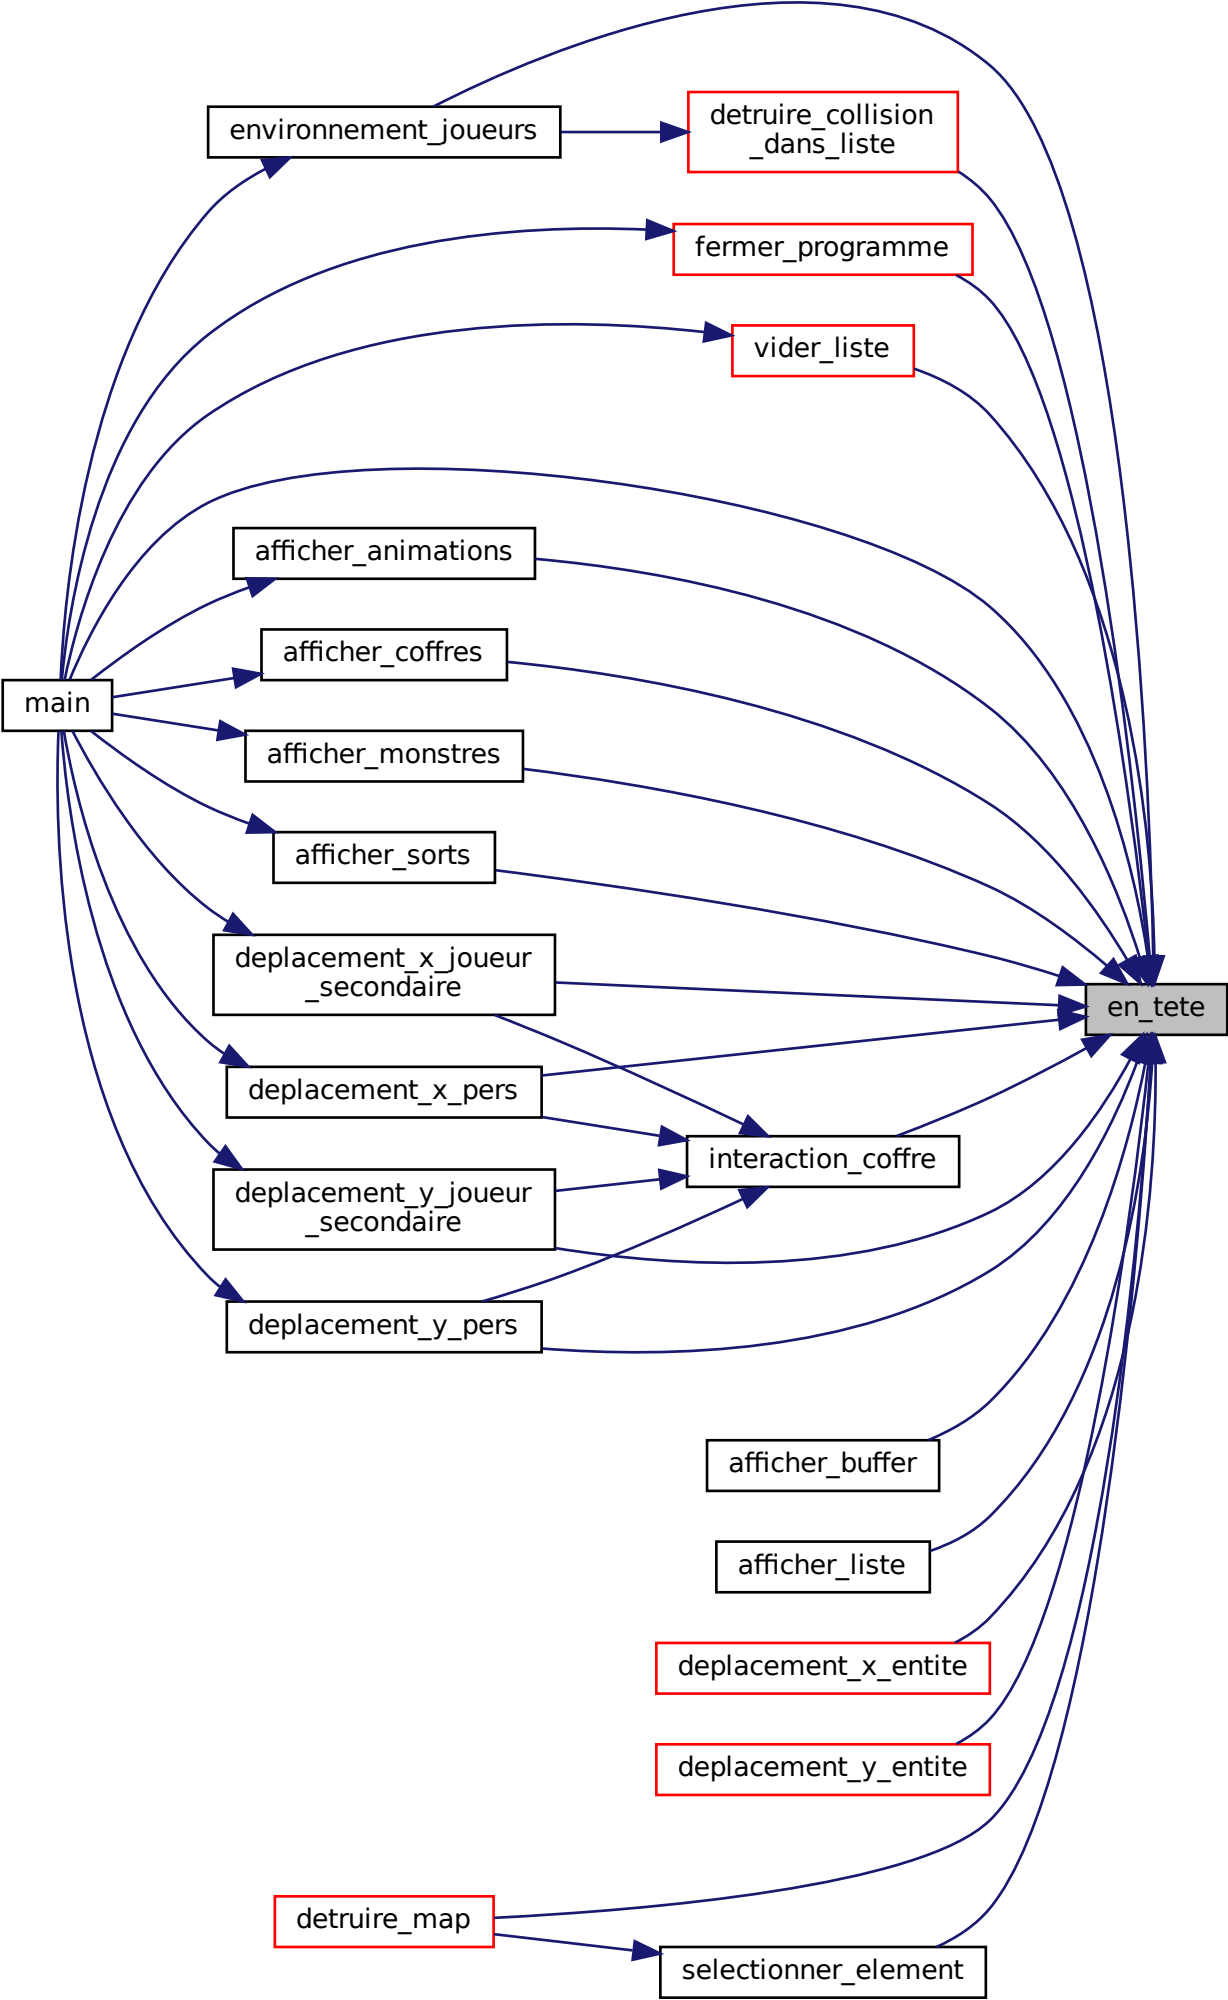 environnement_joueurs
detruire_collision
_dans_liste
fermer_programme
vider_liste
afficher_animations
afficher_coffres
main
afficher_monstres
afficher_sorts
deplacement_x_joueur
_secondaire
en_tete
deplacement_x_pers
interaction_coffre
deplacement_y_joueur
_secondaire
deplacement_y_pers
afficher_buffer
afficher_liste
deplacement_x_entite
deplacement_y_entite
detruire_map
selectionner_element